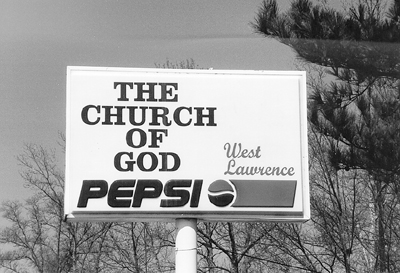 THE
CHURCH
OF
GOD
West
Lawrence
PEPSI